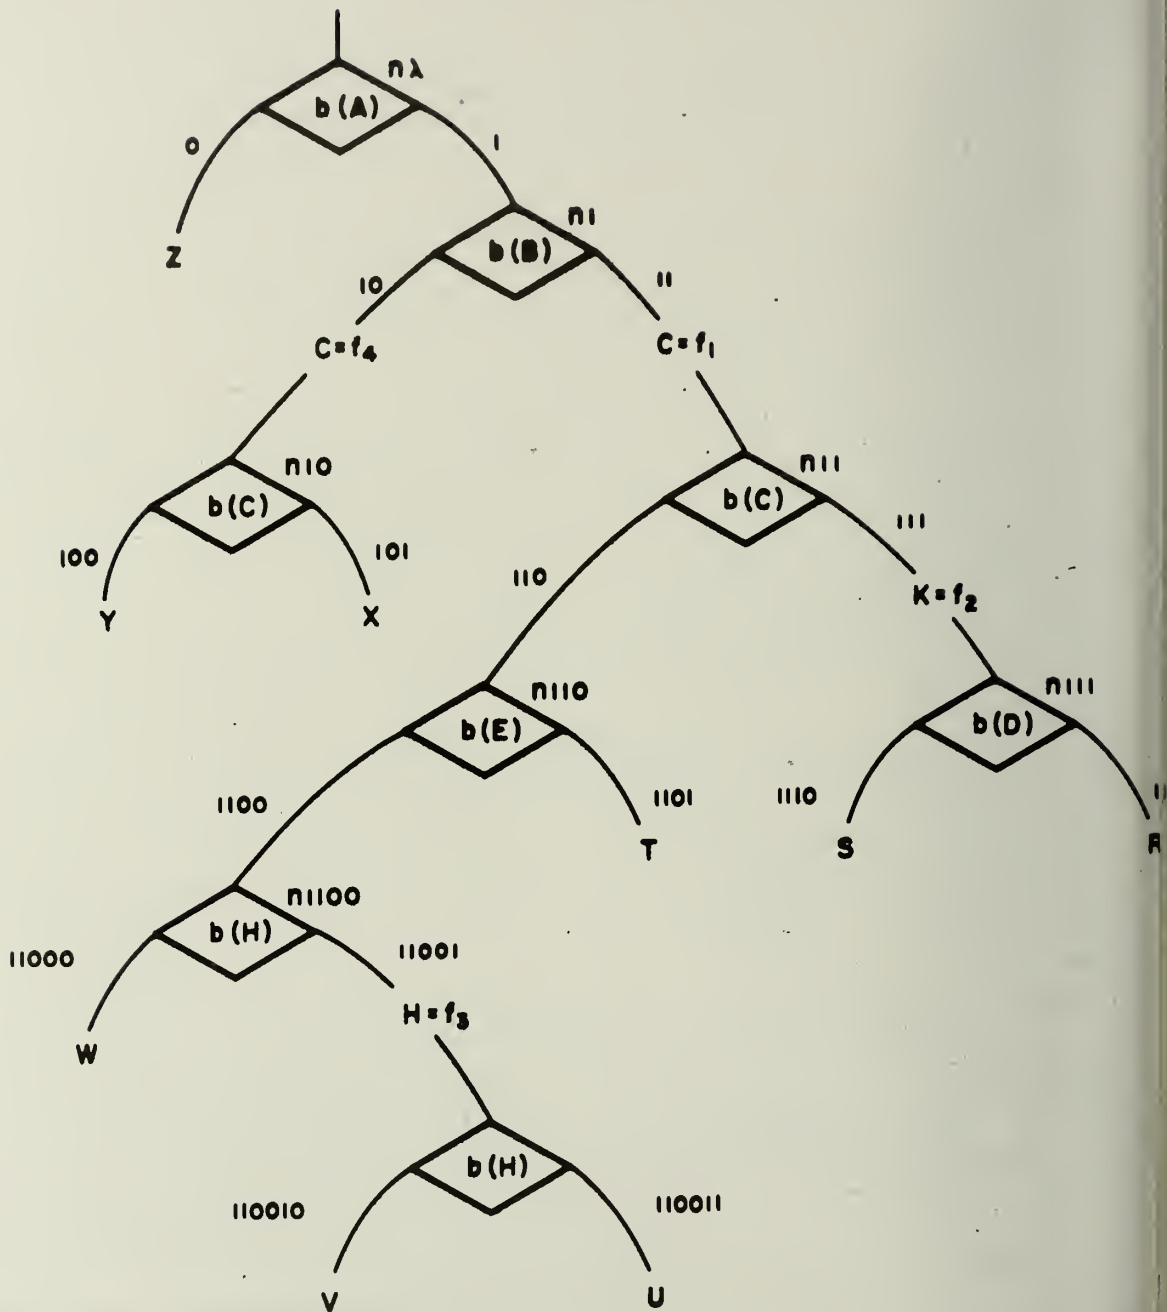 nλ
b(A)
0
1
Z
n1
b(B)
10
11
C=f4
C=f1
n10
b(C)
n11
b(C)
100
101
111
110
Y
X
K=f2
n110
b(E)
n111
b(D)
1100
1101
1110
T
S
R
n1100
b(H)
11000
11001
H=f3
W
b(H)
110010
110011
V
U